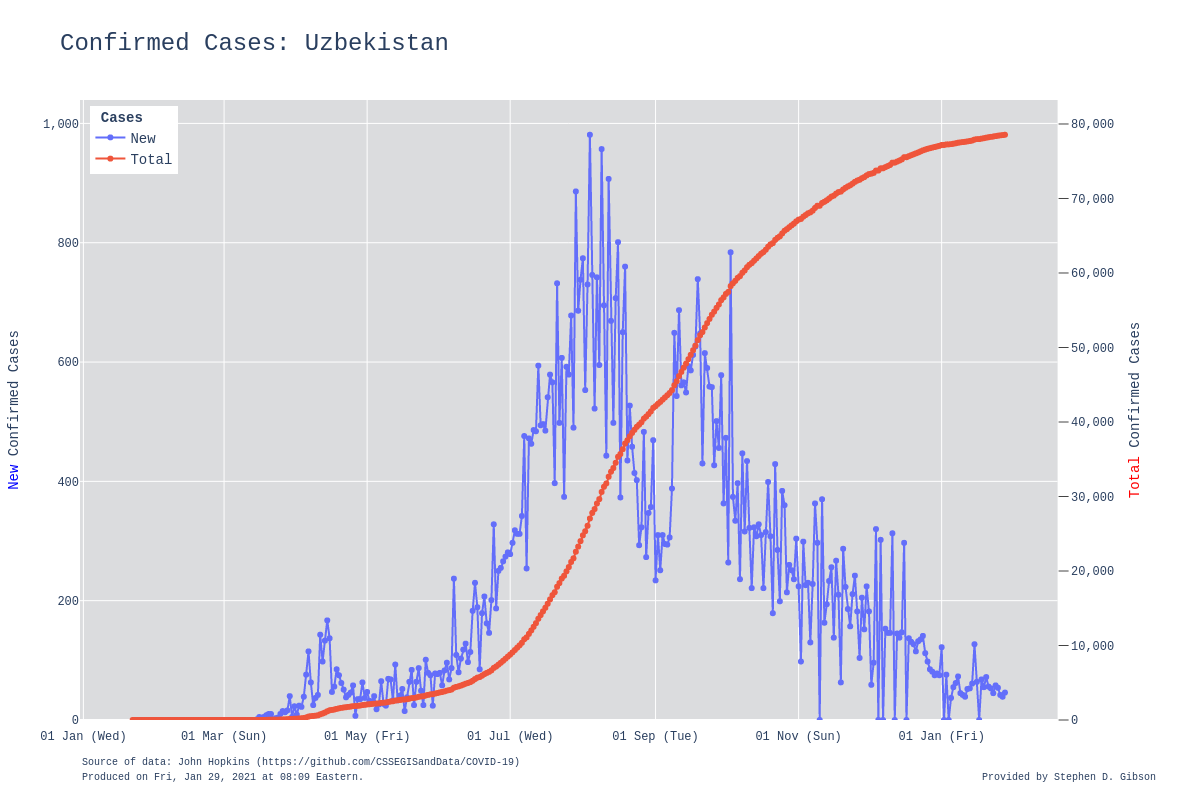 Confirmed Cases: Uzbekistan
Cases
New
Total
1,000
800
600
400
200
0
80,000
70,000
60,000
50,000
40,000
30,000
20,000
10,000
0
New Confirmed Cases
Total Confirmed Cases
01 Jan (Wed)
01 Mar (Sun)
01 May (Fri)
01 Jul (Wed)
01 Sep (Tue)
01 Nov (Sun)
01 Jan (Fri)
Source of data: John Hopkins (https://github.com/CSSEGISandData/COVID-19)
Produced on Fri, Jan 29, 2021 at 08:09 Eastern.
Provided by Stephen D. Gibson